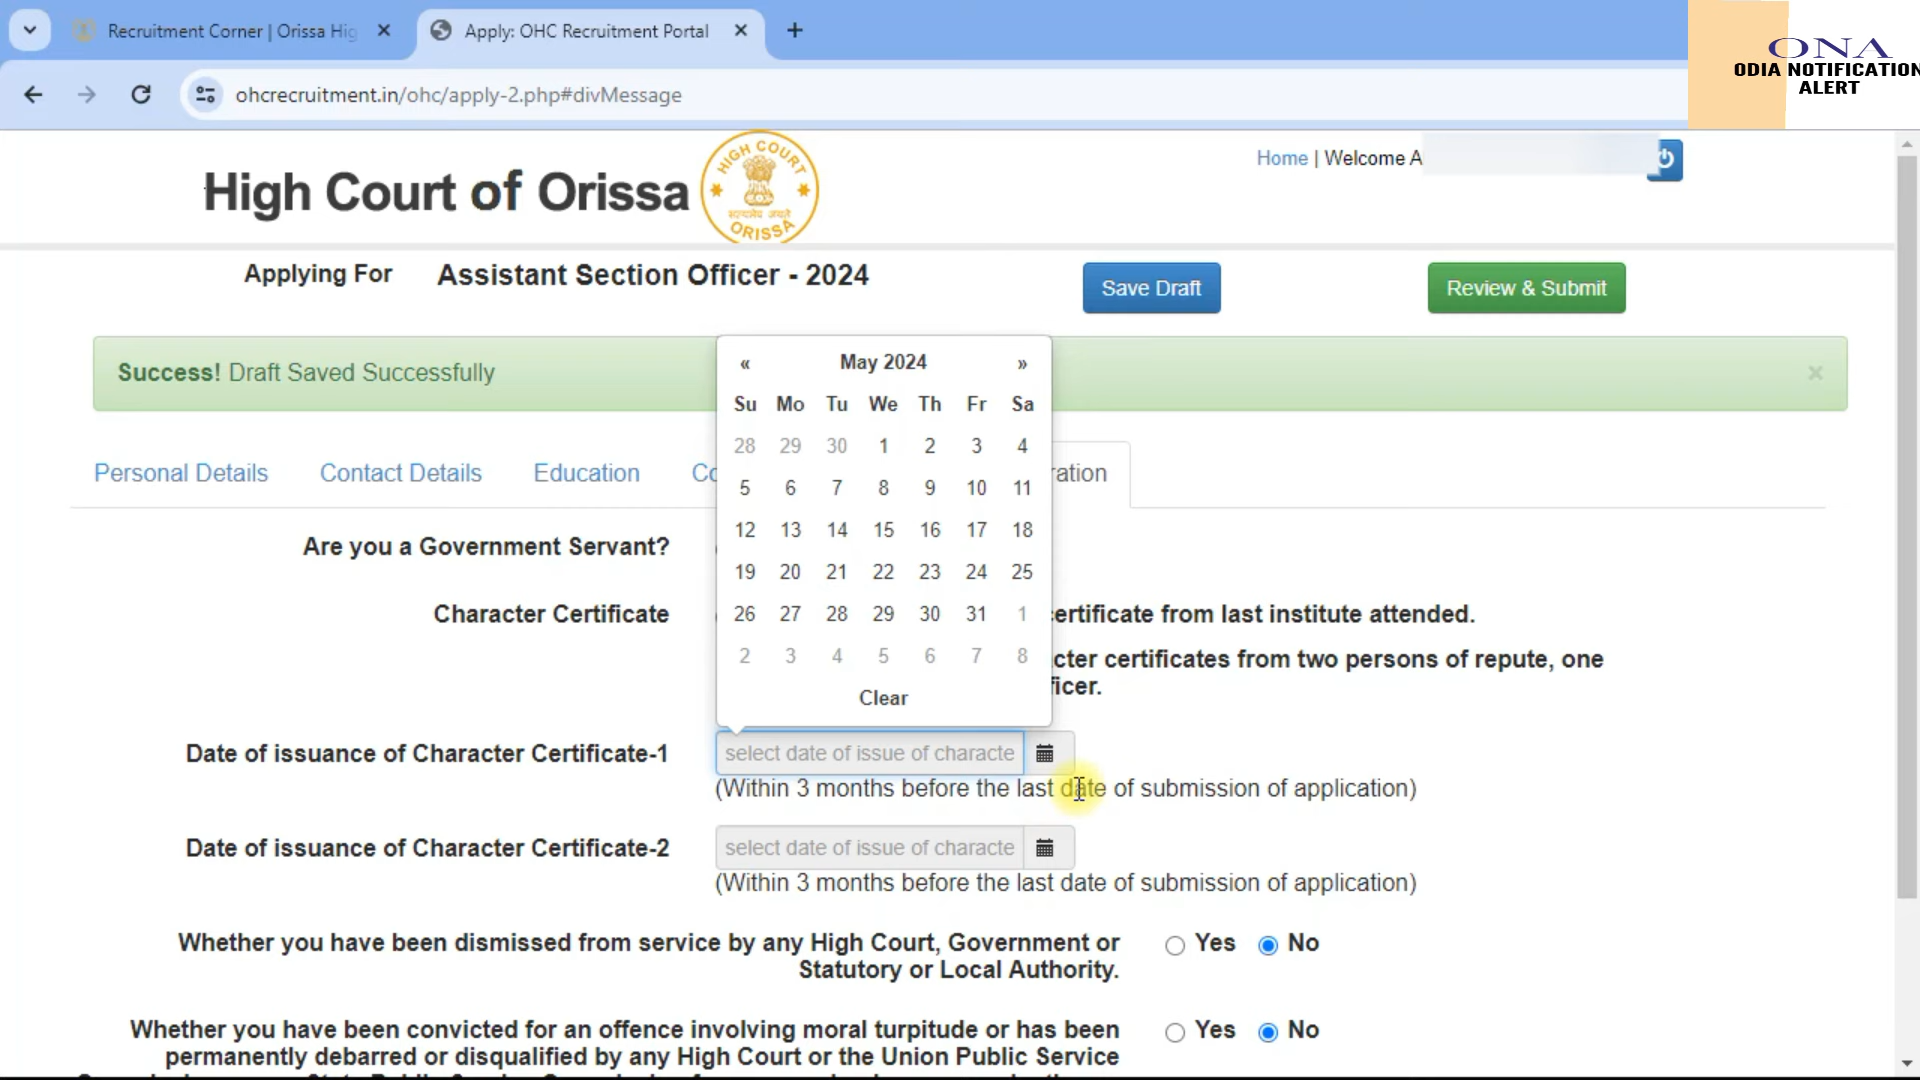 Recruitment Corner | Orissa Hig
Apply: OHC Recruitment Portal
ONA
ODIA NOTIFICATION
ALERT
ohcrecruitment.in/ohc/apply-2.php#divMessage
High Court of Orissa
HIGH COURT
सत्यमेव जयते
ORISSA
Home | Welcome A
Applying For Assistant Section Officer - 2024
Save Draft
Review & Submit
Success! Draft Saved Successfully
×
« May 2024 »
Su Mo Tu We Th Fr Sa
28 29 30 1 2 3 4
5 6 7 8 9 10 11
12 13 14 15 16 17 18
19 20 21 22 23 24 25
26 27 28 29 30 31 1
2 3 4 5 6 7 8
Clear
Personal Details Contact Details Education Co ration
Are you a Government Servant?
Character Certificate ertificate from last institute attended.
cter certificates from two persons of repute, one
ficer.
Date of issuance of Character Certificate-1 select date of issue of characte
(Within 3 months before the last date of submission of application)
Date of issuance of Character Certificate-2 select date of issue of characte
(Within 3 months before the last date of submission of application)
Whether you have been dismissed from service by any High Court, Government or
Statutory or Local Authority.
Yes No
Whether you have been convicted for an offence involving moral turpitude or has been
permanently debarred or disqualified by any High Court or the Union Public Service
Yes No